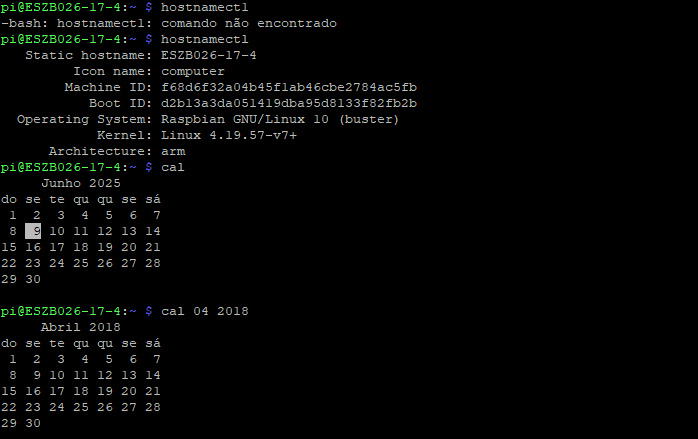 pi@ESZB026-17-4:~ $ hostnamect1
-bash: hostnamect1: comando não encontrado
pi@ESZB026-17-4:~ $ hostnamectl
   Static hostname: ESZB026-17-4
         Icon name: computer
        Machine ID: f68d6f32a04b45f1ab46cbe2784ac5fb
           Boot ID: d2b13a3da051419dba95d8133f82fb2b
  Operating System: Raspbian GNU/Linux 10 (buster)
            Kernel: Linux 4.19.57-v7+
      Architecture: arm
pi@ESZB026-17-4:~ $ cal
     Junho 2025
do se te qu qu se sá
 1  2  3  4  5  6  7
 8  9 10 11 12 13 14
15 16 17 18 19 20 21
22 23 24 25 26 27 28
29 30
pi@ESZB026-17-4:~ $ cal 04 2018
     Abril 2018
do se te qu qu se sá
 1  2  3  4  5  6  7
 8  9 10 11 12 13 14
15 16 17 18 19 20 21
22 23 24 25 26 27 28
29 30